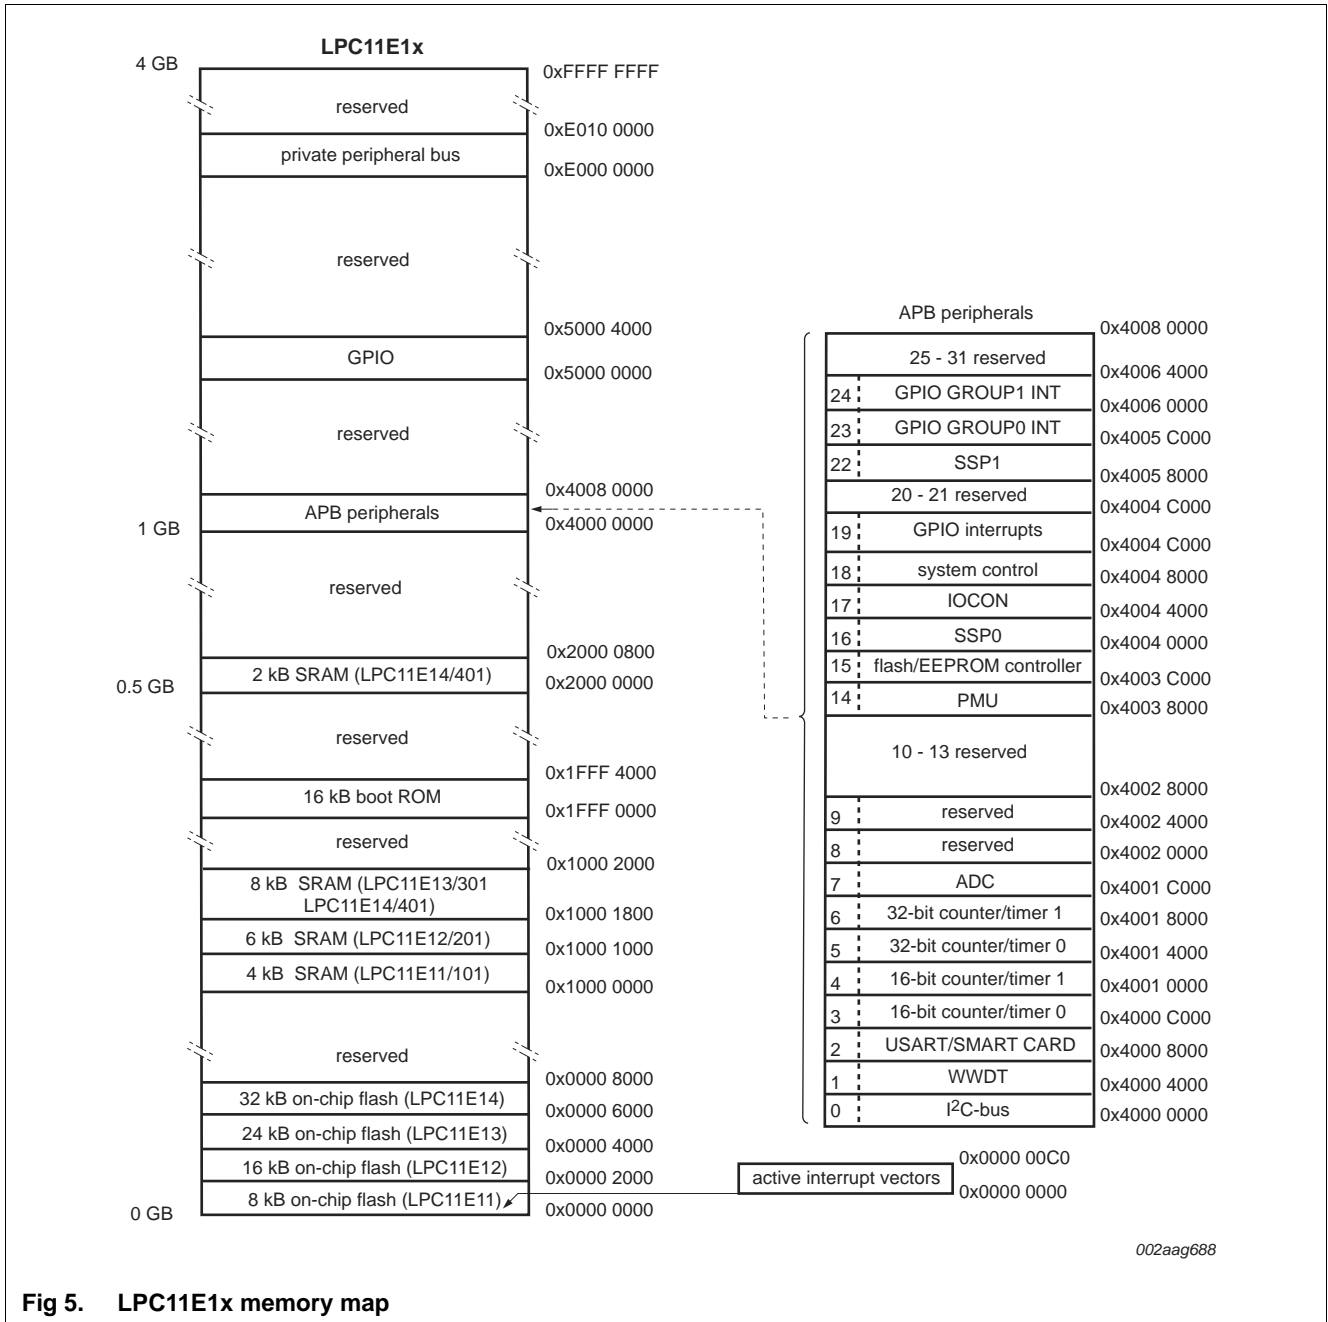 LPC11E1x
4 GB
0xFFFF FFFF
reserved
0xE010 0000
private peripheral bus
0xE000 0000
reserved
0x5000 4000
GPIO
0x5000 0000
reserved
0x4008 0000
APB peripherals
1 GB
0x4000 0000
reserved
0x2000 0800
2 kB SRAM (LPC11E14/401)
0.5 GB
0x2000 0000
reserved
0x1FFF 4000
16 kB boot ROM
0x1FFF 0000
reserved
0x1000 2000
8 kB SRAM (LPC11E13/301
LPC11E14/401)
0x1000 1800
6 kB SRAM (LPC11E12/201)
0x1000 1000
4 kB SRAM (LPC11E11/101)
0x1000 0000
reserved
0x0000 8000
32 kB on-chip flash (LPC11E14)
0x0000 6000
24 kB on-chip flash (LPC11E13)
0x0000 4000
16 kB on-chip flash (LPC11E12)
0x0000 2000
8 kB on-chip flash (LPC11E11)
0 GB
0x0000 0000
APB peripherals
0x4008 0000
25 - 31 reserved
0x4006 4000
24 GPIO GROUP1 INT
0x4006 0000
23 GPIO GROUP0 INT
0x4005 C000
22 SSP1
0x4005 8000
20 - 21 reserved
0x4004 C000
19 GPIO interrupts
0x4004 C000
18 system control
0x4004 8000
17 IOCON
0x4004 4000
16 SSP0
0x4004 0000
15 flash/EEPROM controller
0x4003 C000
14 PMU
0x4003 8000
10 - 13 reserved
0x4002 8000
9 reserved
0x4002 4000
8 reserved
0x4002 0000
7 ADC
0x4001 C000
6 32-bit counter/timer 1
0x4001 8000
5 32-bit counter/timer 0
0x4001 4000
4 16-bit counter/timer 1
0x4001 0000
3 16-bit counter/timer 0
0x4000 C000
2 USART/SMART CARD
0x4000 8000
1 WWDT
0x4000 4000
0 I2C-bus
0x4000 0000
0x0000 00C0
active interrupt vectors
0x0000 0000
002aag688
Fig 5. LPC11E1x memory map